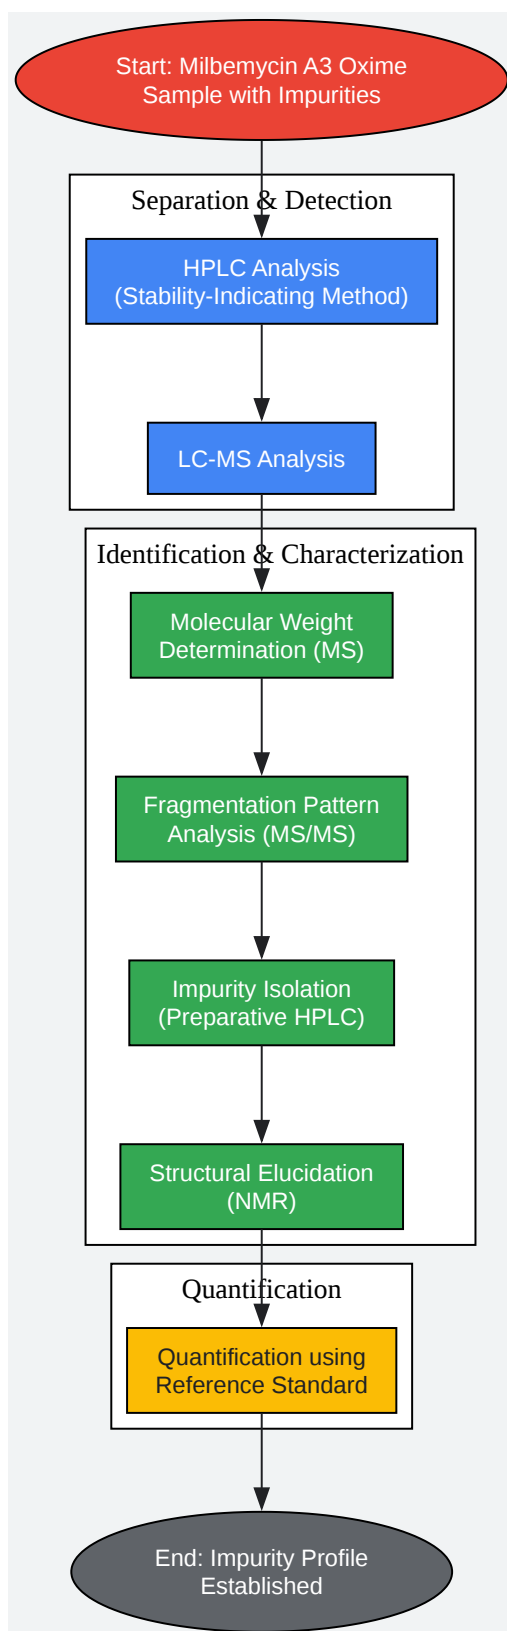 Start: Milbemycin A3 Oxime
Sample with Impurities
Separation & Detection
HPLC Analysis
(Stability-Indicating Method)
LC-MS Analysis
Identification & Characterization
Molecular Weight
Determination (MS)
Fragmentation Pattern
Analysis (MS/MS)
Impurity Isolation
(Preparative HPLC)
Structural Elucidation
(NMR)
Quantification
Quantification using
Reference Standard
End: Impurity Profile
Established